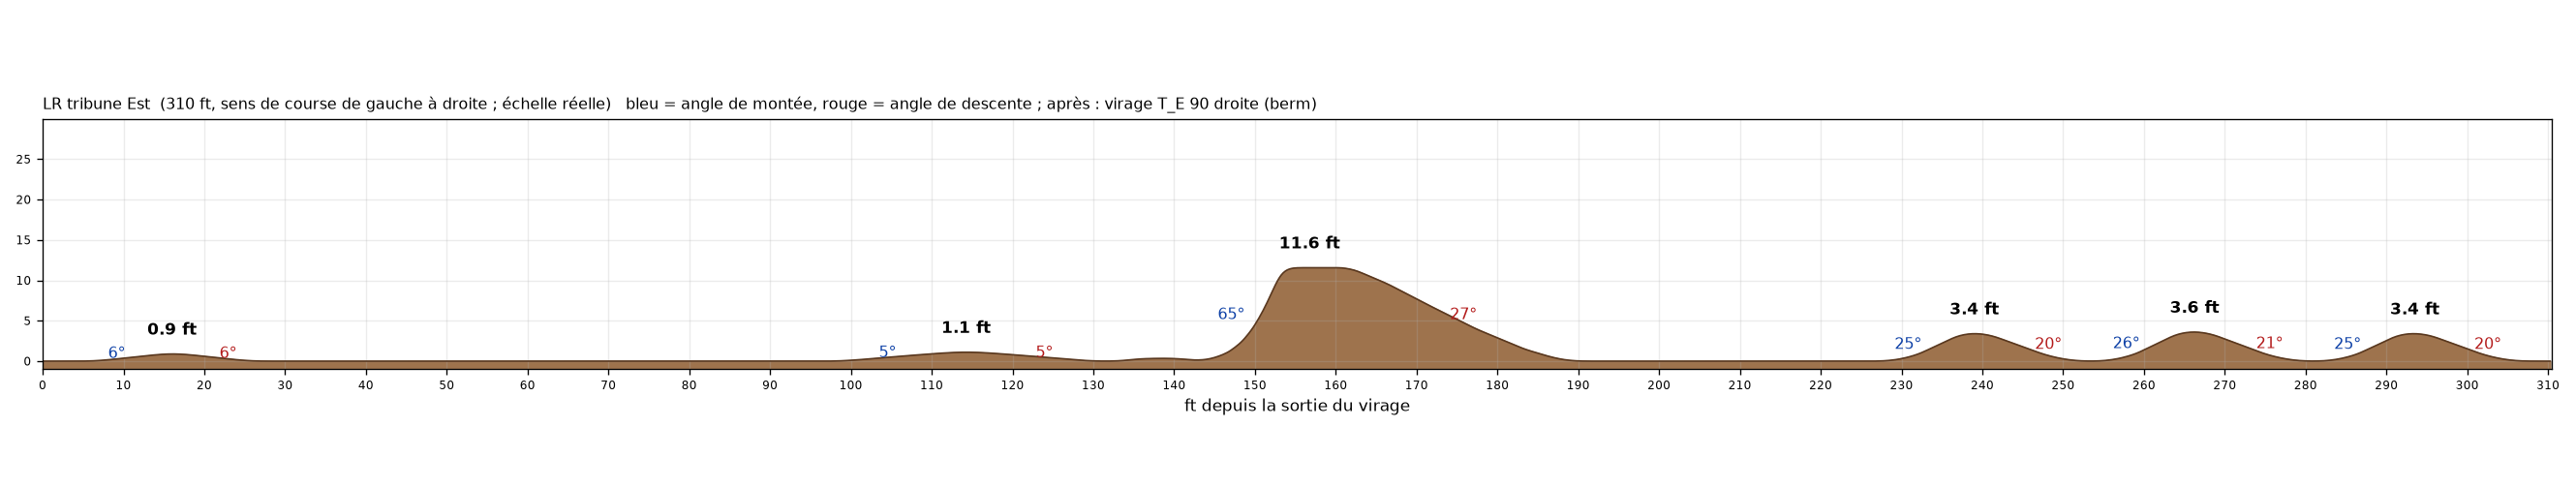 LR tribune Est  (310 ft, sens de course de gauche à droite ; échelle réelle)   bleu = angle de montée, rouge = angle de descente ; après : virage T_E 90 droite (berm)
25
20
15
10
5
0
11.6 ft
0.9 ft
1.1 ft
3.4 ft
3.6 ft
3.4 ft
6°
6°
5°
5°
65°
27°
25°
20°
26°
21°
25°
20°
0 10 20 30 40 50 60 70 80 90 100 110 120 130 140 150 160 170 180 190 200 210 220 230 240 250 260 270 280 290 300 310
ft depuis la sortie du virage